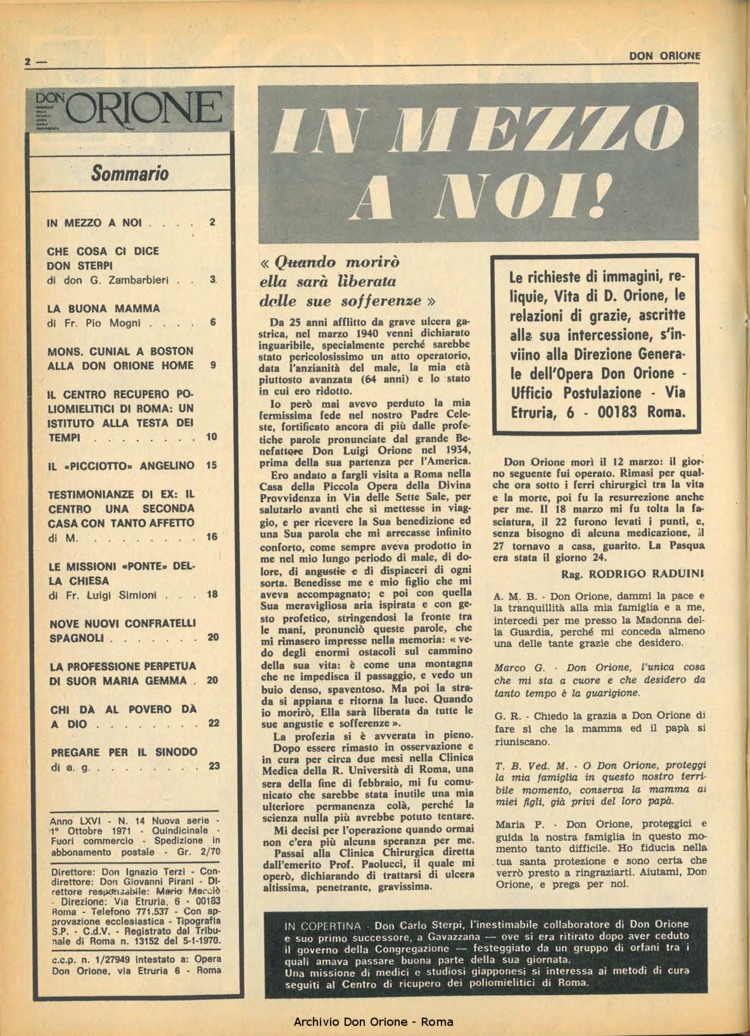 2 —
DON ORIONE
DON ORIONE
Sommario
IN MEZZO A NOI . . . . 2
CHE COSA CI DICE
DON STERPI
di don G. Zambarbieri . . 3
LA BUONA MAMMA
di Fr. Pio Mogni . . . . 6
MONS. CUNIAL A BOSTON
ALLA DON ORIONE HOME 9
IL CENTRO RECUPERO PO-
LIOMIELITICI DI ROMA: UN
ISTITUTO ALLA TESTA DEI
TEMPI . . . . . . . . 10
IL «PICCIOTTO» ANGELINO 15
TESTIMONIANZE DI EX: IL
CENTRO UNA SECONDA
CASA CON TANTO AFFETTO
di M. . . . . . . . . 16
LE MISSIONI «PONTE» DEL-
LA CHIESA
di Fr. Luigi Simioni . . . 18
NOVE NUOVI CONFRATELLI
SPAGNOLI . . . . . . . 20
LA PROFESSIONE PERPETUA
DI SUOR MARIA GEMMA . 20
CHI DÀ AL POVERO DÀ
A DIO . . . . . . . . 22
PREGARE PER IL SINODO
di a. g. . . . . . . . . 23
Anno LXVI - N. 14 Nuova serie -
1° Ottobre 1971 - Quindicinale -
Fuori commercio - Spedizione in
abbonamento postale - Gr. 2/70
Direttore: Don Ignazio Terzi - Con-
direttore: Don Giovanni Pirani - Di-
rettore responsabile: Mario Macciò
- Direzione: Via Etruria, 6 - 00183
Roma - Telefono 771.537 - Con ap-
provazione ecclesiastica - Tipografia
S.P. - C.d.V. - Registrato dal Tribu-
nale di Roma n. 13152 del 5-1-1970.
c.c.p. n. 1/27949 intestato a: Opera
Don Orione, via Etruria 6 - Roma
IN MEZZO
A NOI!
« Quando morirò
ella sarà liberata
dalle sue sofferenze »
Da 25 anni afflitto da grave ulcera ga-
strica, nel marzo 1940 venni dichiarato
inguaribile, specialmente perché sarebbe
stato pericolosissimo un atto operatorio,
data l'anzianità del male, la mia età
piuttosto avanzata (64 anni) e lo stato
in cui ero ridotto.
Io però mai avevo perduto la mia
fermissima fede nel nostro Padre Cele-
ste, fortificato ancora di più dalle profe-
tiche parole pronunciate dal grande Be-
nefattore Don Luigi Orione nel 1934,
prima della sua partenza per l'America.
Ero andato a fargli visita a Roma nella
Casa della Piccola Opera della Divina
Provvidenza in Via delle Sette Sale, per
salutarlo avanti che si mettesse in viag-
gio, e per ricevere la Sua benedizione ed
una Sua parola che mi arrecasse infinito
conforto, come sempre aveva prodotto in
me nel mio lungo periodo di male, di do-
lore, di angustie e di dispiaceri di ogni
sorta. Benedisse me e mio figlio che mi
aveva accompagnato; e poi con quella
Sua meravigliosa aria ispirata e con ge-
sto profetico, stringendosi la fronte tra
le mani, pronunciò queste parole, che
mi rimasero impresse nella memoria: « ve-
do degli enormi ostacoli sul cammino
della sua vita: è come una montagna
che ne impedisca il passaggio, e vedo un
buio denso, spaventoso. Ma poi la stra-
da si appiana e ritorna la luce. Quando
io morirò, Ella sarà liberata da tutte le
sue angustie e sofferenze ».
La profezia si è avverata in pieno.
Dopo essere rimasto in osservazione e
in cura per circa due mesi nella Clinica
Medica della R. Università di Roma, una
sera della fine di febbraio, mi fu comu-
nicato che sarebbe stata inutile una mia
ulteriore permanenza colà, perché la
scienza nulla più avrebbe potuto tentare.
Mi decisi per l'operazione quando ormai
non c'era più alcuna speranza per me.
Passai alla Clinica Chirurgica diretta
dall'emerito Prof. Paolucci, il quale mi
operò, dichiarando di trattarsi di ulcera
altissima, penetrante, gravissima.
Le richieste di immagini, re-
liquie, Vita di D. Orione, le
relazioni di grazie, ascritte
alla sua intercessione, s'in-
viino alla Direzione Genera-
le dell'Opera Don Orione -
Ufficio Postulazione - Via
Etruria, 6 - 00183 Roma.
Don Orione morì il 12 marzo: il gior-
no seguente fui operato. Rimasi per qual-
che ora sotto i ferri chirurgici tra la vita
e la morte, poi fu la resurrezione anche
per me. Il 18 marzo mi fu tolta la fa-
sciatura, il 22 furono levati i punti, e,
senza bisogno di alcuna medicazione, il
27 tornavo a casa, guarito. La Pasqua
era stata il giorno 24.
Rag. RODRIGO RADUINI
A. M. B. - Don Orione, dammi la pace e
la tranquillità alla mia famiglia e a me,
intercedi per me presso la Madonna del-
la Guardia, perché mi conceda almeno
una delle tante grazie che desidero.
Marco G. - Don Orione, l'unica cosa
che mi sta a cuore e che desidero da
tanto tempo è la guarigione.
G. R. - Chiedo la grazia a Don Orione di
fare sì che la mamma ed il papà si
riuniscano.
T. B. Ved. M. - O Don Orione, proteggi
la mia famiglia in questo nostro terri-
bile momento, conserva la mamma ai
miei figli, già privi del loro papà.
Maria P. - Don Orione, proteggici e
guida la nostra famiglia in questo mo-
mento tanto difficile. Ho fiducia nella
tua santa protezione e sono certa che
verrò presto a ringraziarti. Aiutami, Don
Orione, e prega per noi.
IN COPERTINA - Don Carlo Sterpi, l'inestimabile collaboratore di Don Orione
e suo primo successore, a Gavazzana — ove si era ritirato dopo aver ceduto
il governo della Congregazione — festeggiato da un gruppo di orfani tra i
quali amava passare buona parte della sua giornata.
Una missione di medici e studiosi giapponesi si interessa ai metodi di cura
seguiti al Centro di ricupero dei poliomielitici di Roma.
Archivio Don Orione - Roma